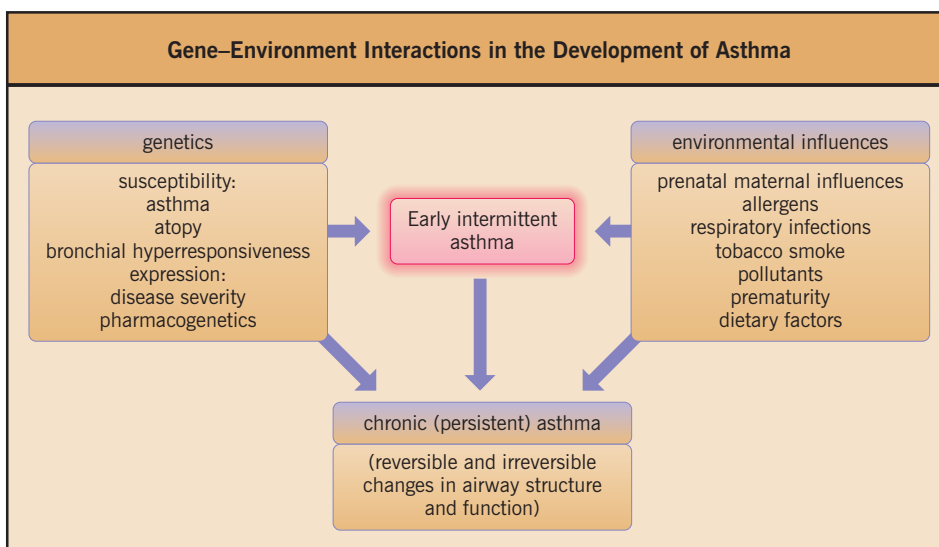 Gene–Environment Interactions in the Development of Asthma
genetics
susceptibility:
asthma
atopy
bronchial hyperresponsiveness
expression:
disease severity
pharmacogenetics
Early intermittent
asthma
environmental influences
prenatal maternal influences
allergens
respiratory infections
tobacco smoke
pollutants
prematurity
dietary factors
chronic (persistent) asthma
(reversible and irreversible
changes in airway structure
and function)